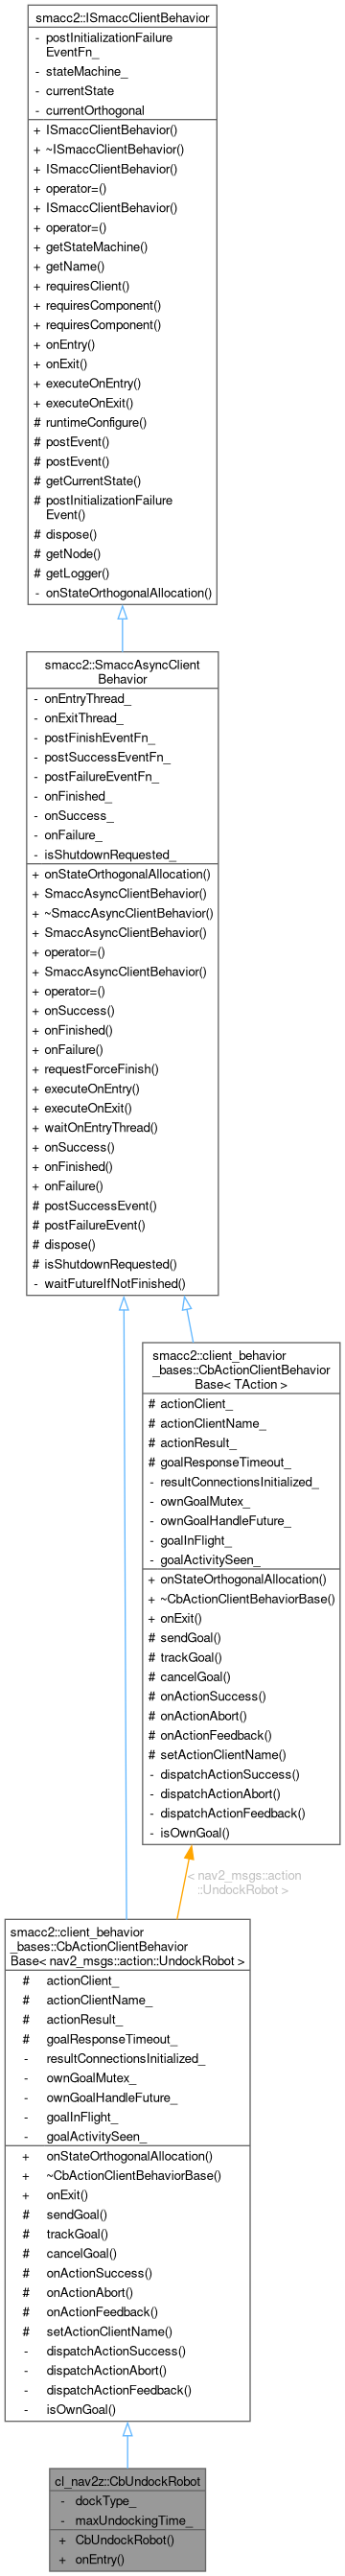 smacc2::ISmaccClientBehavior
- postInitializationFailure
EventFn_
- stateMachine_
- currentState
- currentOrthogonal
+ ISmaccClientBehavior()
+ ~ISmaccClientBehavior()
+ ISmaccClientBehavior()
+ operator=()
+ ISmaccClientBehavior()
+ operator=()
+ getStateMachine()
+ getName()
+ requiresClient()
+ requiresComponent()
+ requiresComponent()
+ onEntry()
+ onExit()
+ executeOnEntry()
+ executeOnExit()
# runtimeConfigure()
# postEvent()
# postEvent()
# getCurrentState()
# postInitializationFailure
Event()
# dispose()
# getNode()
# getLogger()
- onStateOrthogonalAllocation()
smacc2::SmaccAsyncClient
Behavior
- onEntryThread_
- onExitThread_
- postFinishEventFn_
- postSuccessEventFn_
- postFailureEventFn_
- onFinished_
- onSuccess_
- onFailure_
- isShutdownRequested_
+ onStateOrthogonalAllocation()
+ SmaccAsyncClientBehavior()
+ ~SmaccAsyncClientBehavior()
+ SmaccAsyncClientBehavior()
+ operator=()
+ SmaccAsyncClientBehavior()
+ operator=()
+ onSuccess()
+ onFinished()
+ onFailure()
+ requestForceFinish()
+ executeOnEntry()
+ executeOnExit()
+ waitOnEntryThread()
+ onSuccess()
+ onFinished()
+ onFailure()
# postSuccessEvent()
# postFailureEvent()
# dispose()
# isShutdownRequested()
- waitFutureIfNotFinished()
smacc2::client_behavior
_bases::CbActionClientBehavior
Base< TAction >
# actionClient_
# actionClientName_
# actionResult_
# goalResponseTimeout_
- resultConnectionsInitialized_
- ownGoalMutex_
- ownGoalHandleFuture_
- goalInFlight_
- goalActivitySeen_
+ onStateOrthogonalAllocation()
+ ~CbActionClientBehaviorBase()
+ onExit()
# sendGoal()
# trackGoal()
# cancelGoal()
# onActionSuccess()
# onActionAbort()
# onActionFeedback()
# setActionClientName()
- dispatchActionSuccess()
- dispatchActionAbort()
- dispatchActionFeedback()
- isOwnGoal()
< nav2_msgs::action
::UndockRobot >
smacc2::client_behavior
_bases::CbActionClientBehavior
Base< nav2_msgs::action::UndockRobot >
# actionClient_
# actionClientName_
# actionResult_
# goalResponseTimeout_
- resultConnectionsInitialized_
- ownGoalMutex_
- ownGoalHandleFuture_
- goalInFlight_
- goalActivitySeen_
+ onStateOrthogonalAllocation()
+ ~CbActionClientBehaviorBase()
+ onExit()
# sendGoal()
# trackGoal()
# cancelGoal()
# onActionSuccess()
# onActionAbort()
# onActionFeedback()
# setActionClientName()
- dispatchActionSuccess()
- dispatchActionAbort()
- dispatchActionFeedback()
- isOwnGoal()
cl_nav2z::CbUndockRobot
- dockType_
- maxUndockingTime_
+ CbUndockRobot()
+ onEntry()